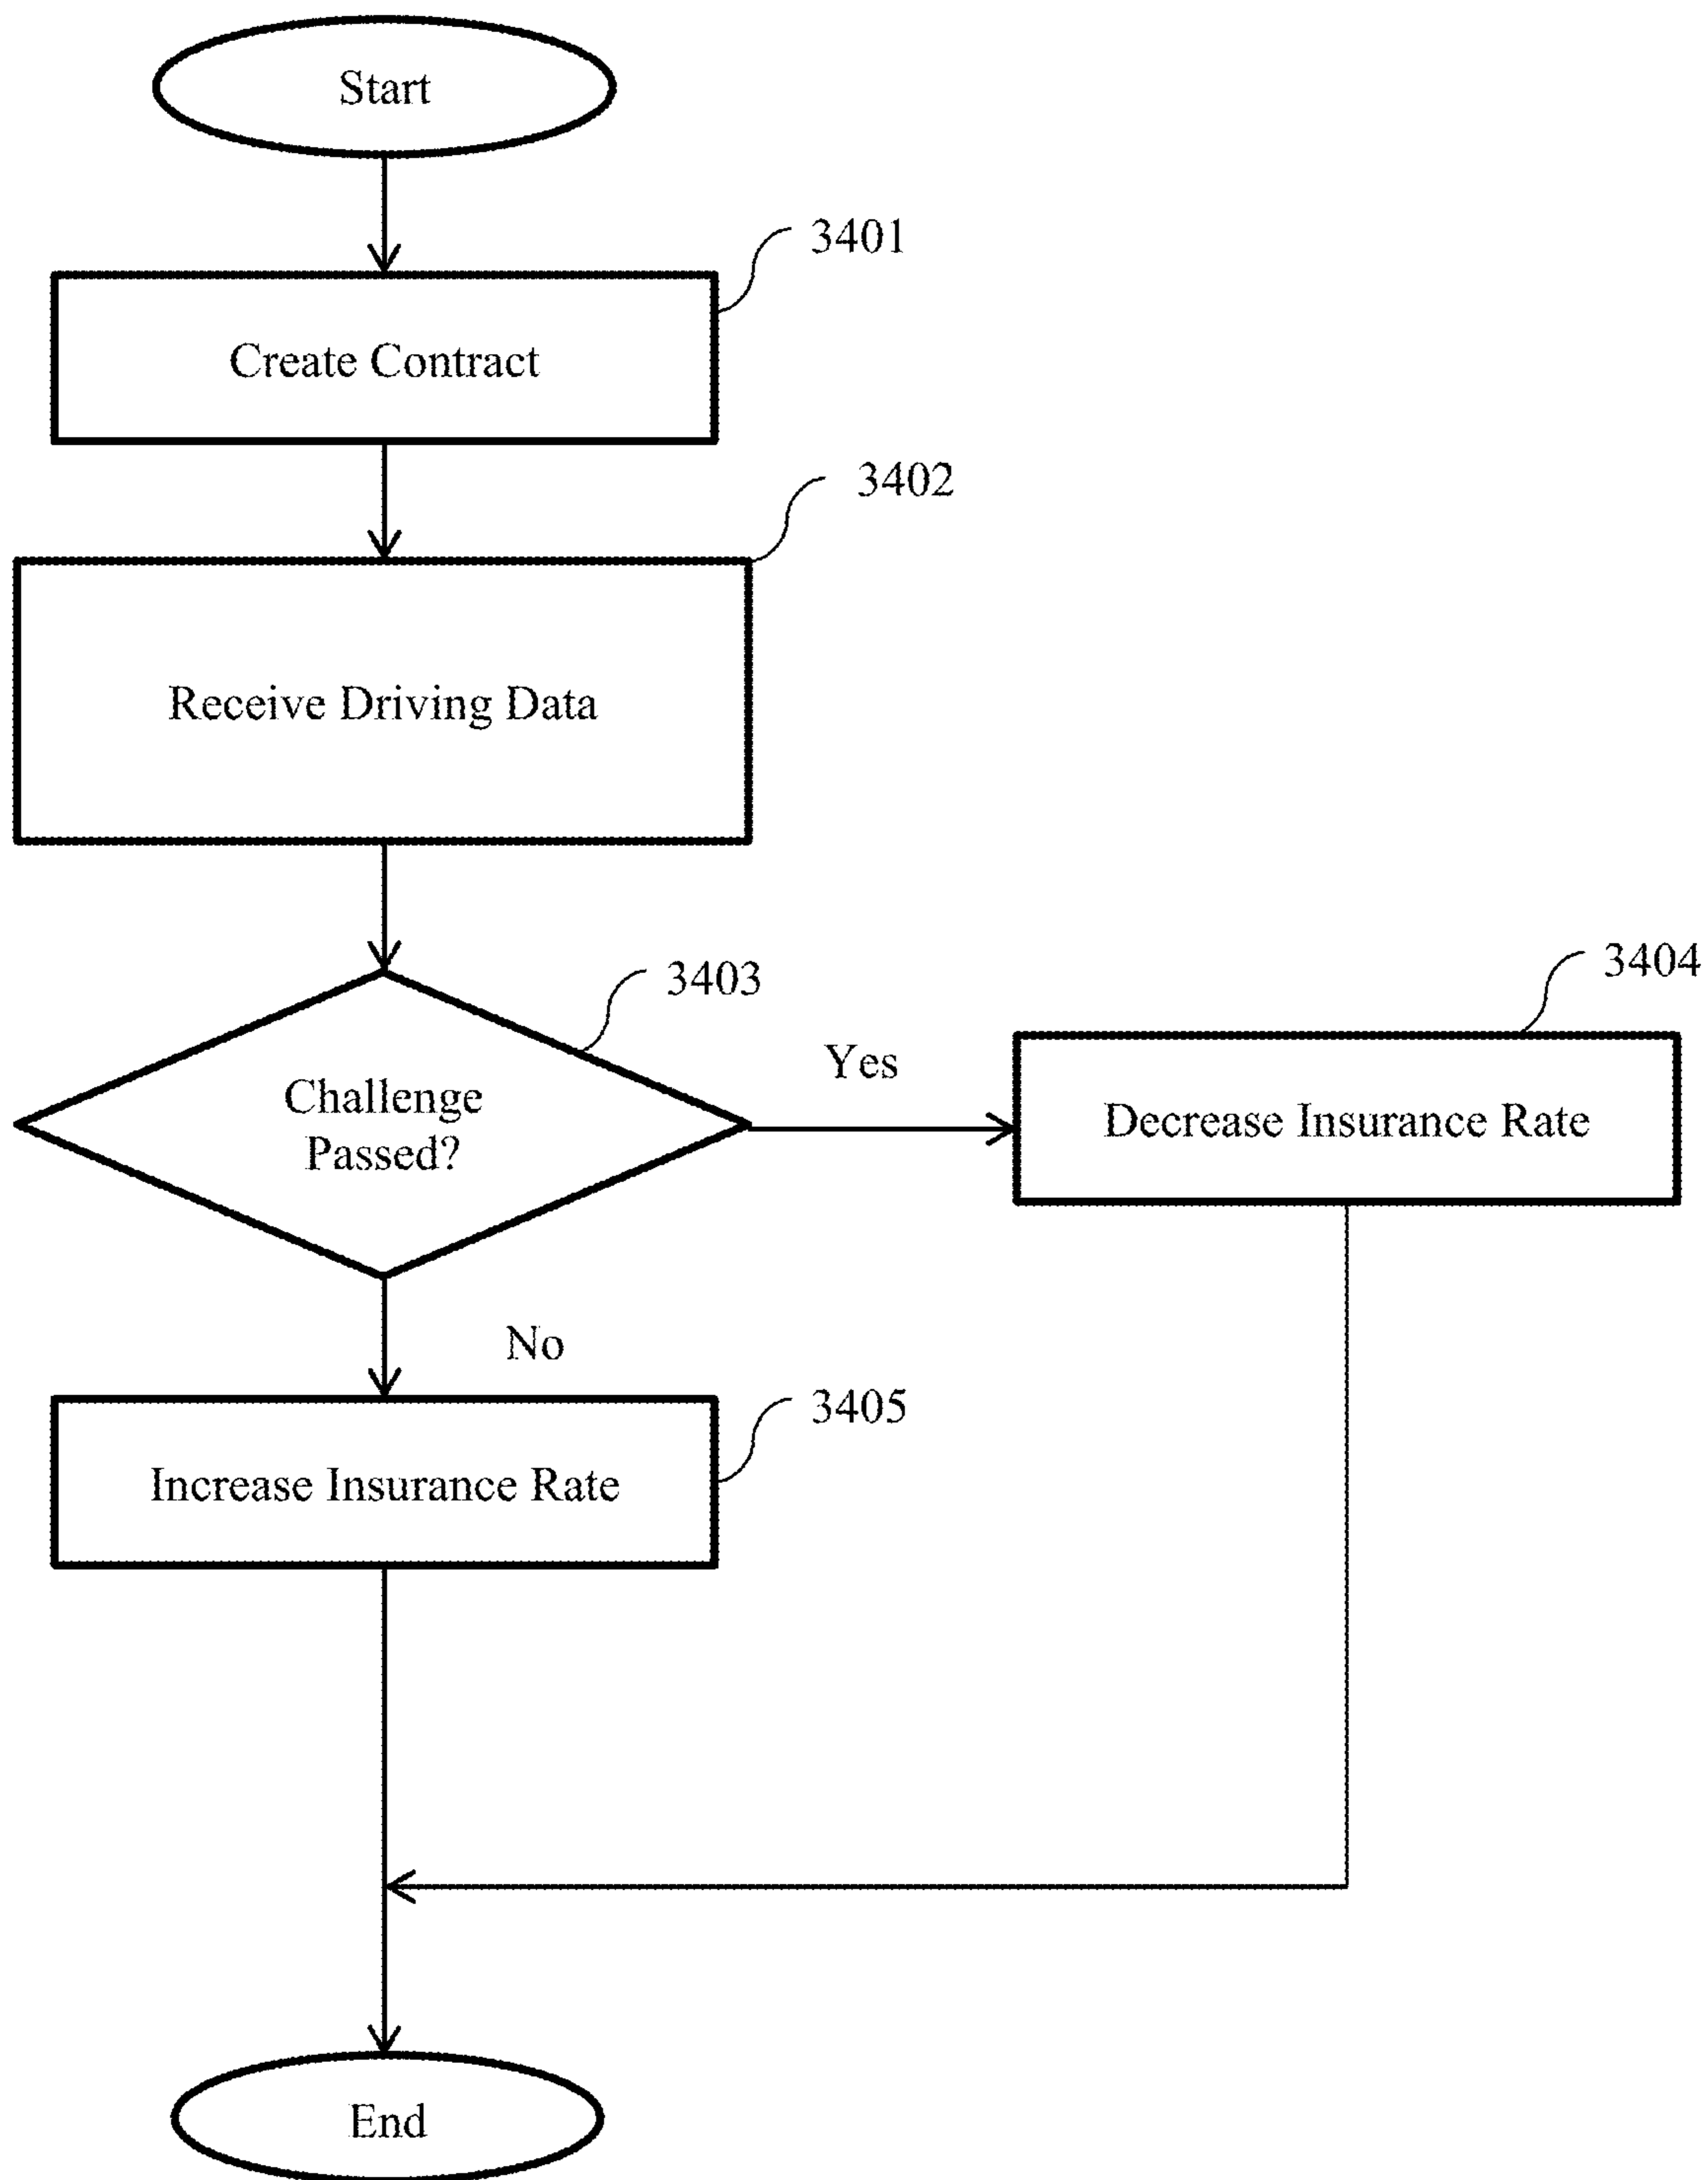 Start
3401
Create Contract
3402
Receive Driving Data
3403
Challenge
Passed?
Yes
3404
Decrease Insurance Rate
No
3405
Increase Insurance Rate
End